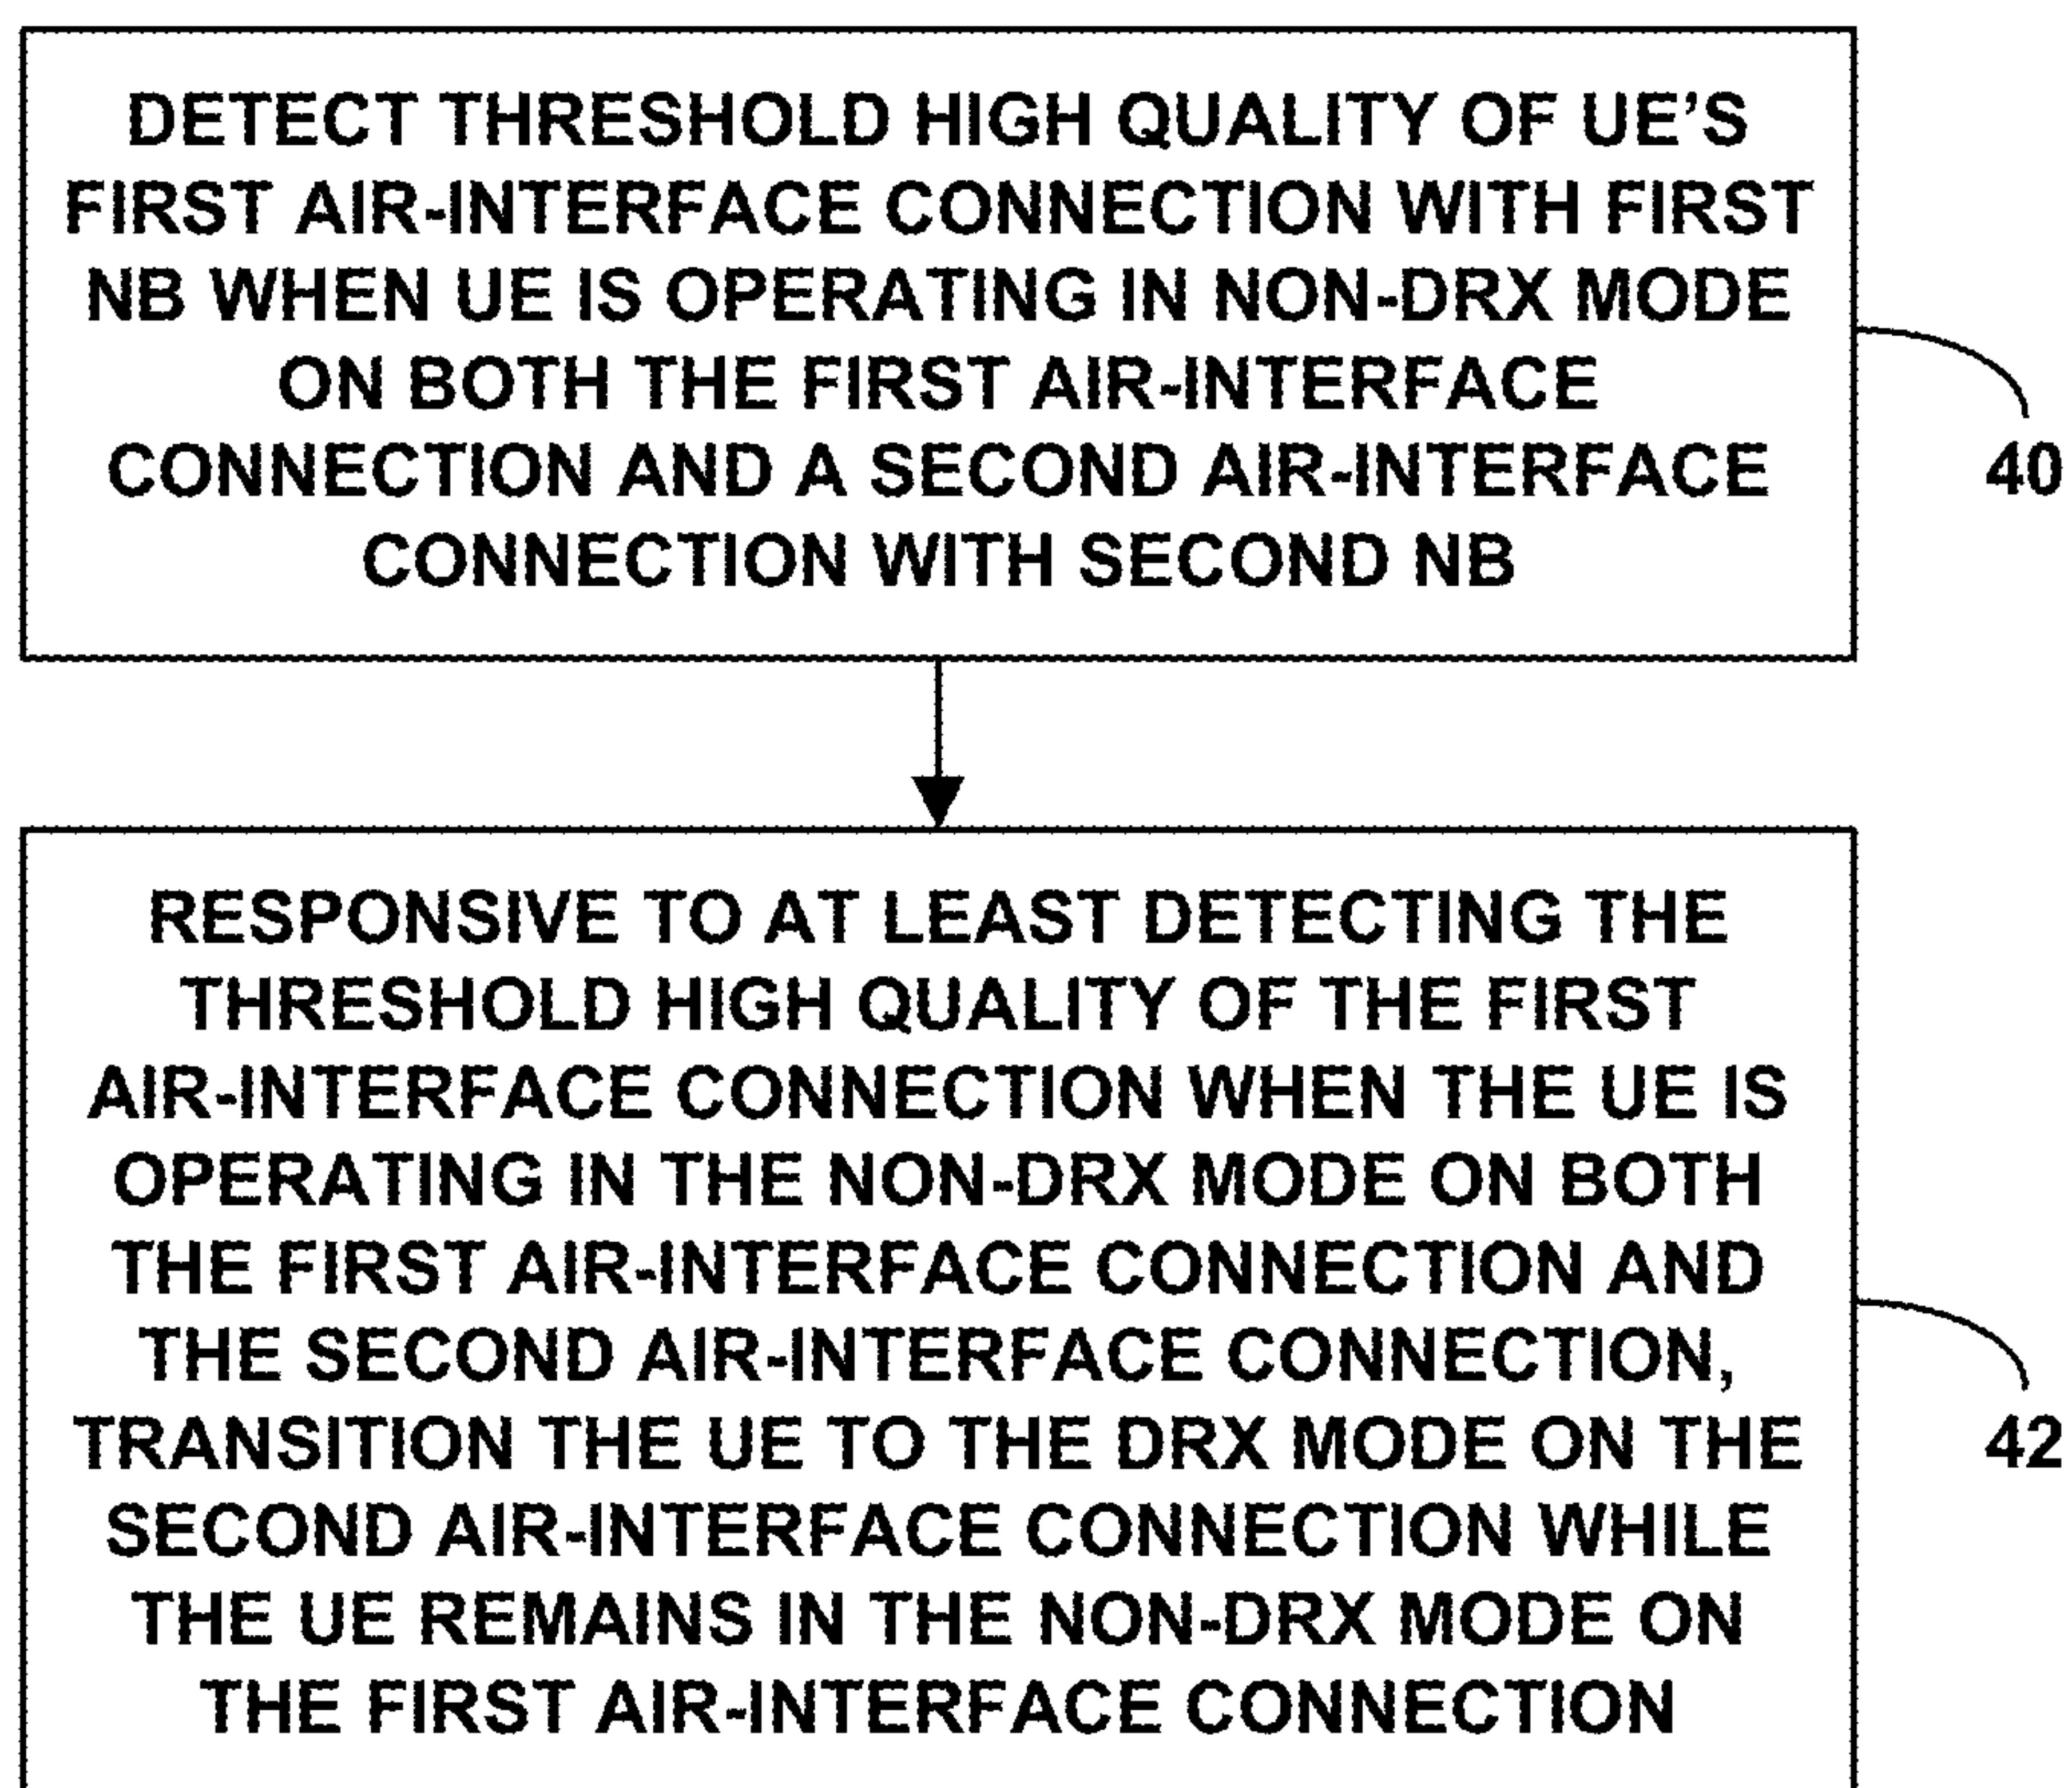 DETECT THRESHOLD HIGH QUALITY OF UE’S
FIRST AIR-INTERFACE CONNECTION WITH FIRST
NB WHEN UE IS OPERATING IN NON-DRX MODE
ON BOTH THE FIRST AIR-INTERFACE
CONNECTION AND A SECOND AIR-INTERFACE
CONNECTION WITH SECOND NB
40
RESPONSIVE TO AT LEAST DETECTING THE
THRESHOLD HIGH QUALITY OF THE FIRST
AIR-INTERFACE CONNECTION WHEN THE UE IS
OPERATING IN THE NON-DRX MODE ON BOTH
THE FIRST AIR-INTERFACE CONNECTION AND
THE SECOND AIR-INTERFACE CONNECTION,
TRANSITION THE UE TO THE DRX MODE ON THE
SECOND AIR-INTERFACE CONNECTION WHILE
THE UE REMAINS IN THE NON-DRX MODE ON
THE FIRST AIR-INTERFACE CONNECTION
42